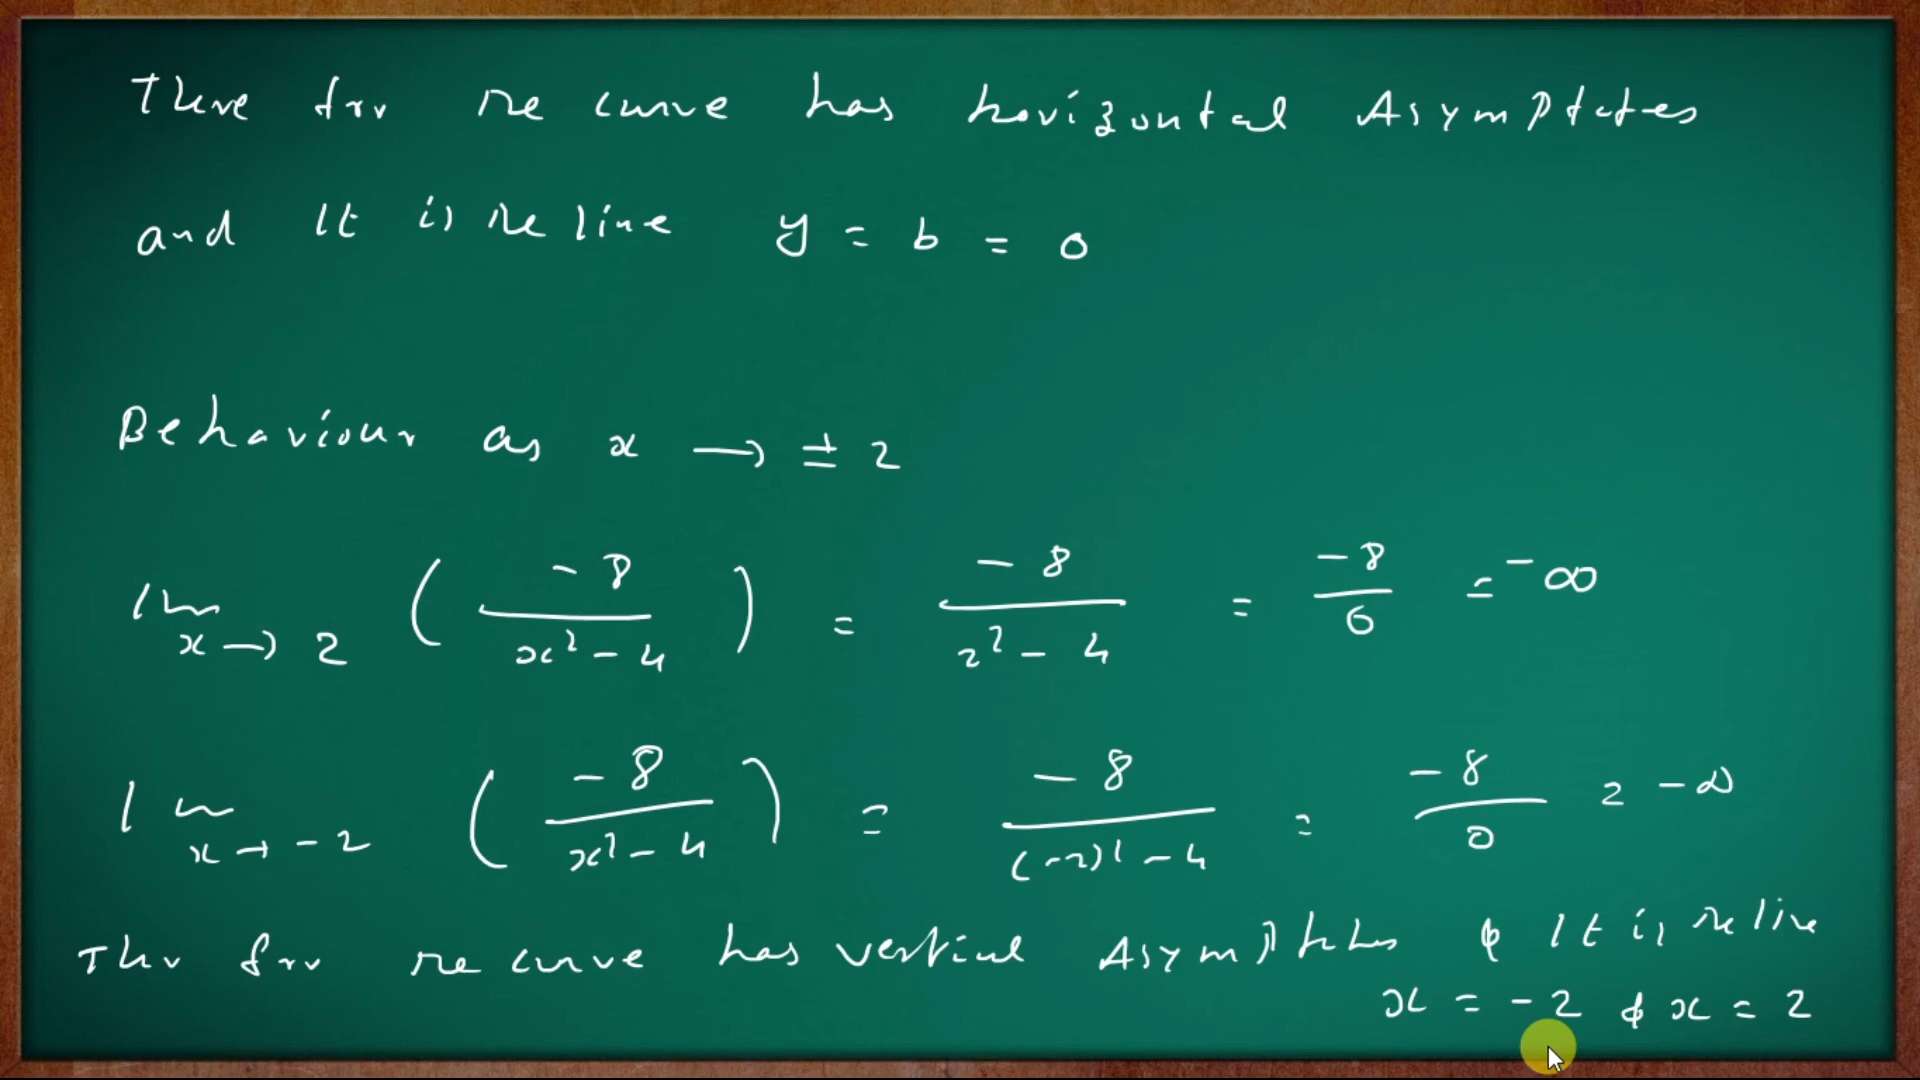 There for the curve has horizontal Asymptotes
and It is the line y = b = 0
Behaviour as x → ± 2
lim x → 2 ( -8 / x² - 4 ) = -8 / 2² - 4 = -8 / 0 = -∞
lim x → -2 ( -8 / x² - 4 ) = -8 / (-2)² - 4 = -8 / 0 = -∞
Ther for the curve has vertical Asymptotes & It is the line
x = -2 & x = 2